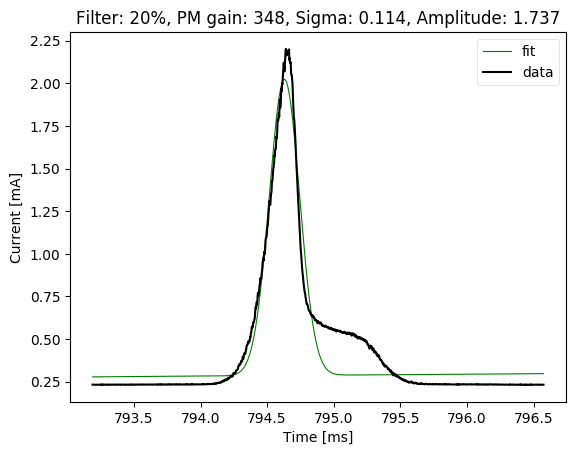 Filter: 20%, PM gain: 348, Sigma: 0.114, Amplitude: 1.737
fit
data
Current [mA]
2.25
2.00
1.75
1.50
1.25
1.00
0.75
0.50
0.25
793.5 794.0 794.5 795.0 795.5 796.0 796.5
Time [ms]